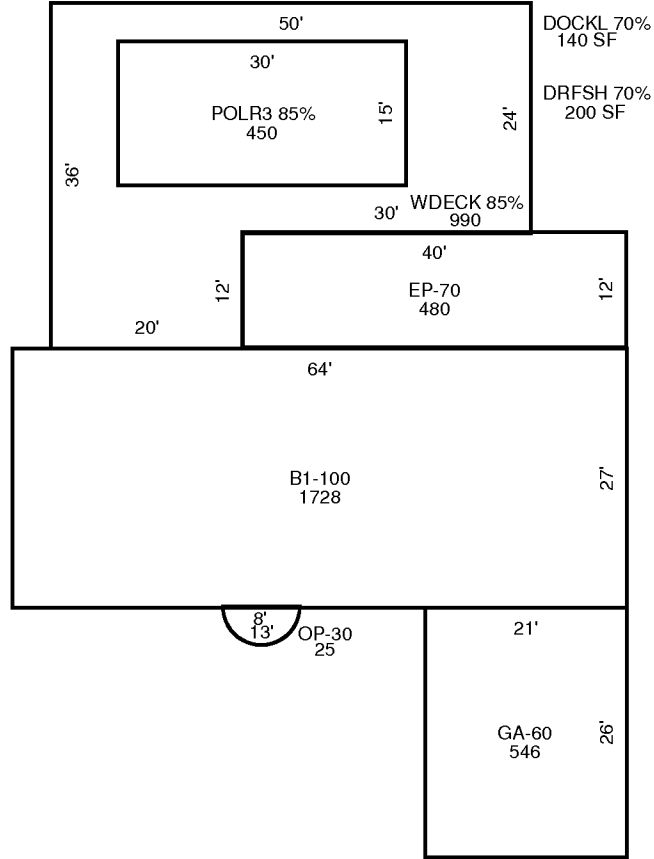 50'
DOCKL 70%
140 SF
30'
DRFSH 70%
200 SF
POLR3 85%
450
15'
24'
36'
WDECK 85%
990
30'
40'
12'
EP-70
480
12'
20'
64'
B1-100
1728
27'
8'
13'
OP-30
25
21'
GA-60
546
26'